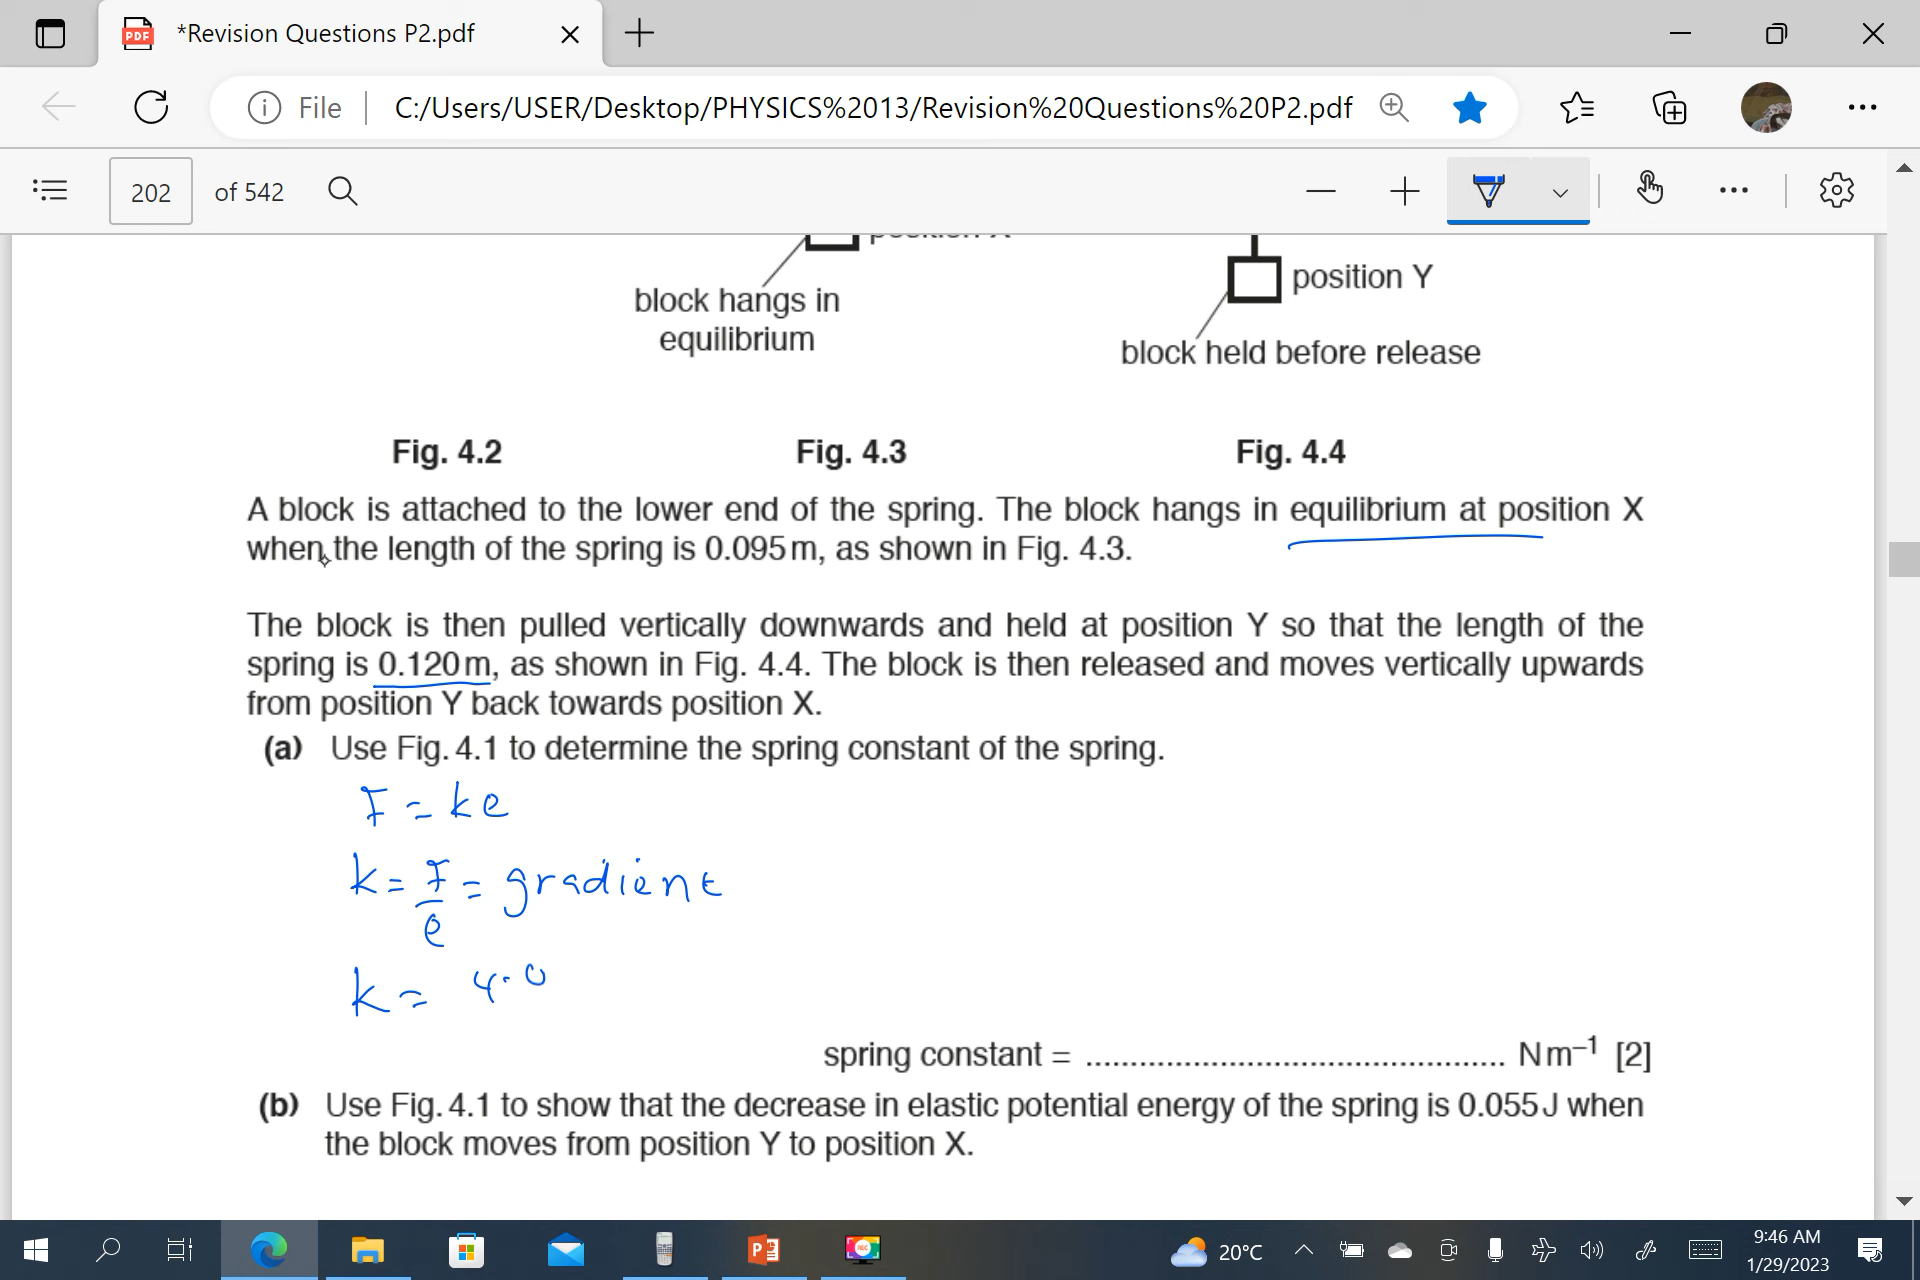 *Revision Questions P2.pdf
File
C:/Users/USER/Desktop/PHYSICS%2013/Revision%20Questions%20P2.pdf
202 of 542
position Y
block hangs in
equilibrium
block held before release
Fig. 4.2 Fig. 4.3 Fig. 4.4
A block is attached to the lower end of the spring. The block hangs in equilibrium at position X
when the length of the spring is 0.095 m, as shown in Fig. 4.3.
The block is then pulled vertically downwards and held at position Y so that the length of the
spring is 0.120 m, as shown in Fig. 4.4. The block is then released and moves vertically upwards
from position Y back towards position X.
(a) Use Fig. 4.1 to determine the spring constant of the spring.
F = ke
k = F/e = gradient
k = 4.0
spring constant = .......................................... N m⁻¹ [2]
(b) Use Fig. 4.1 to show that the decrease in elastic potential energy of the spring is 0.055 J when
the block moves from position Y to position X.
20°C
9:46 AM
1/29/2023